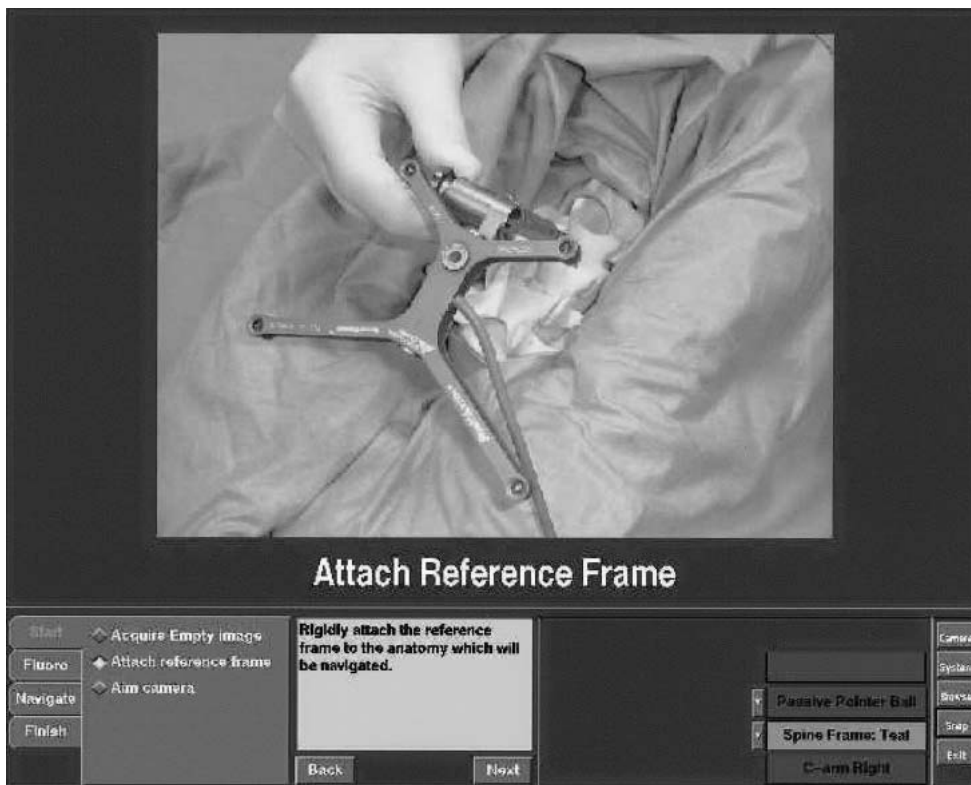 Attach Reference Frame
Start
Fluoro
Navigate
Finish
Acquire Empty image
Attach reference frame
Aim camera
Rigidly attach the reference
frame to the anatomy which will
be navigated.
Back
Next
Passive Pointer Ball
Spine Frame: Teal
C-arm Right
Camera
System
Browse
Snap
Exit